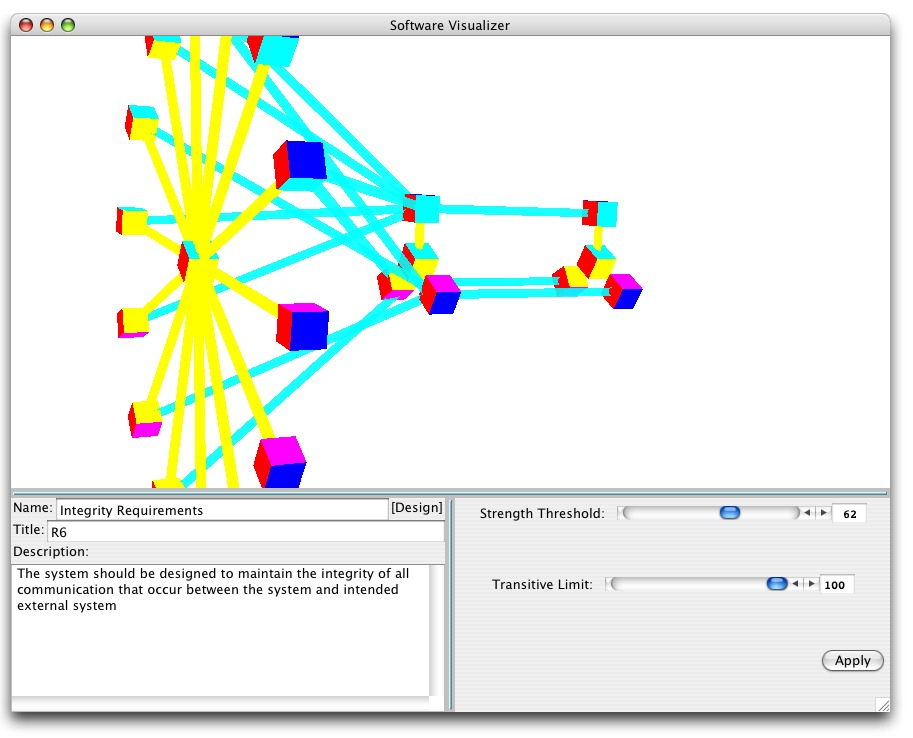 Software Visualizer
Name: Integrity Requirements [Design]
Title: R6
Description:
The system should be designed to maintain the integrity of all
communication that occur between the system and intended
external system
Strength Threshold: 62
Transitive Limit: 100
Apply